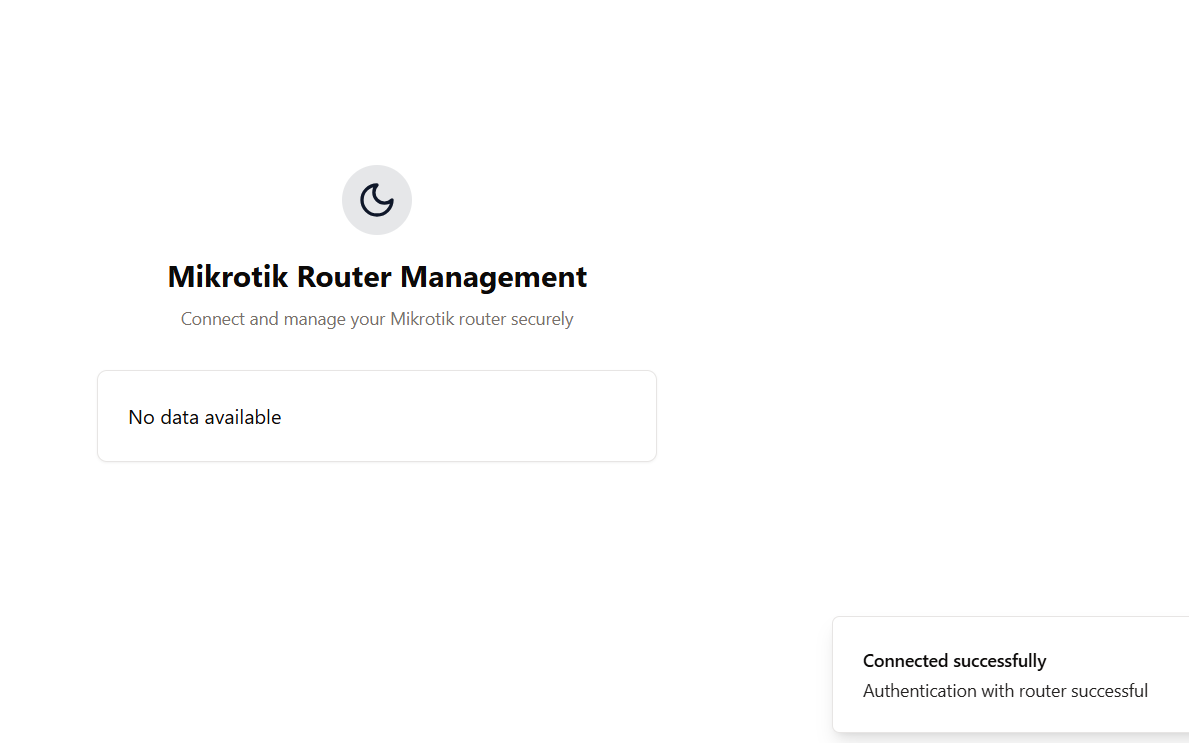 Mikrotik Router Management
Connect and manage your Mikrotik router securely
No data available
Connected successfully
Authentication with router successful